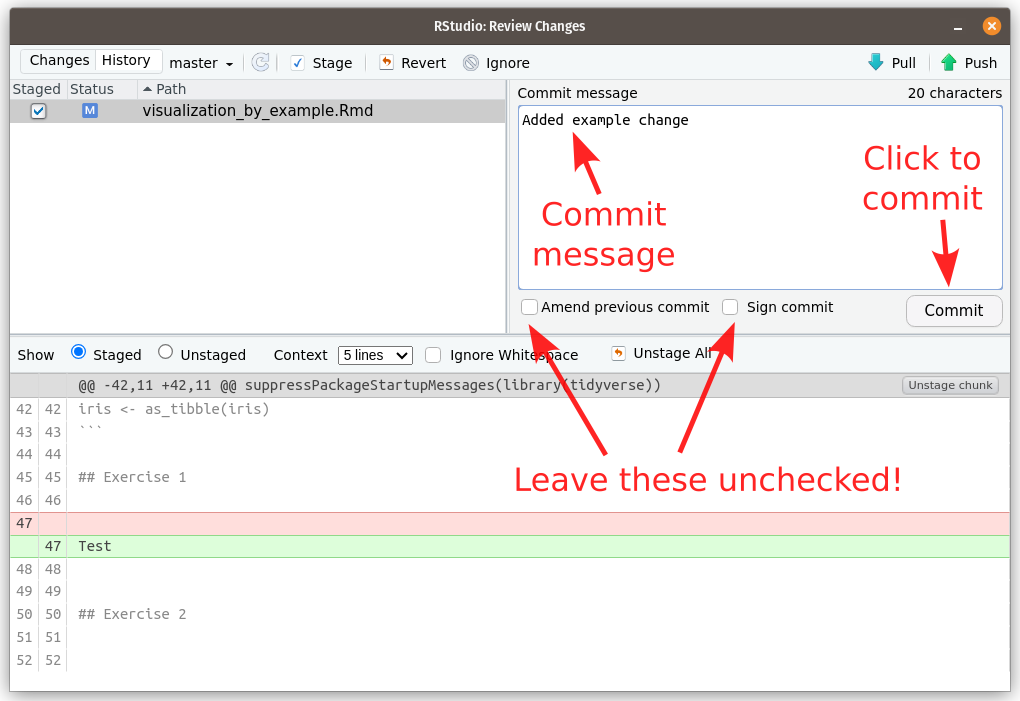 RStudio: Review Changes
Changes History master Stage Revert Ignore Pull Push
Staged Status Path
M visualization_by_example.Rmd
Commit message 20 characters
Added example change
Commit
message
Click to
commit
Amend previous commit Sign commit Commit
Show Staged Unstaged Context 5 lines Ignore Whitespace Unstage All
@@ -42,11 +42,11 @@ suppressPackageStartupMessages(library(tidyverse)) Unstage chunk
42 42 iris <- as_tibble(iris)
43 43 ```
44 44
45 45 ## Exercise 1
Leave these unchecked!
46 46
47
47 Test
48 48
49 49
50 50 ## Exercise 2
51 51
52 52